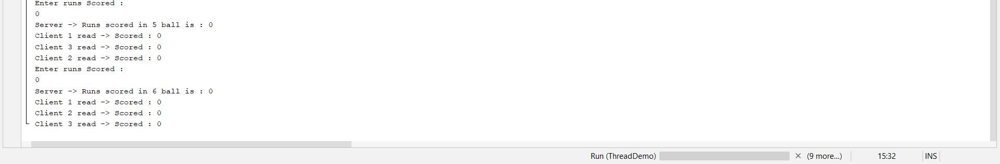 Enter runs Scored :
0
Server -> Runs scored in 5 ball is : 0
Client 1 read -> Scored : 0
Client 3 read -> Scored : 0
Client 2 read -> Scored : 0
Enter runs Scored :
0
Server -> Runs scored in 6 ball is : 0
Client 1 read -> Scored : 0
Client 2 read -> Scored : 0
Client 3 read -> Scored : 0
Run (ThreadDemo) (9 more...) 15:32 INS